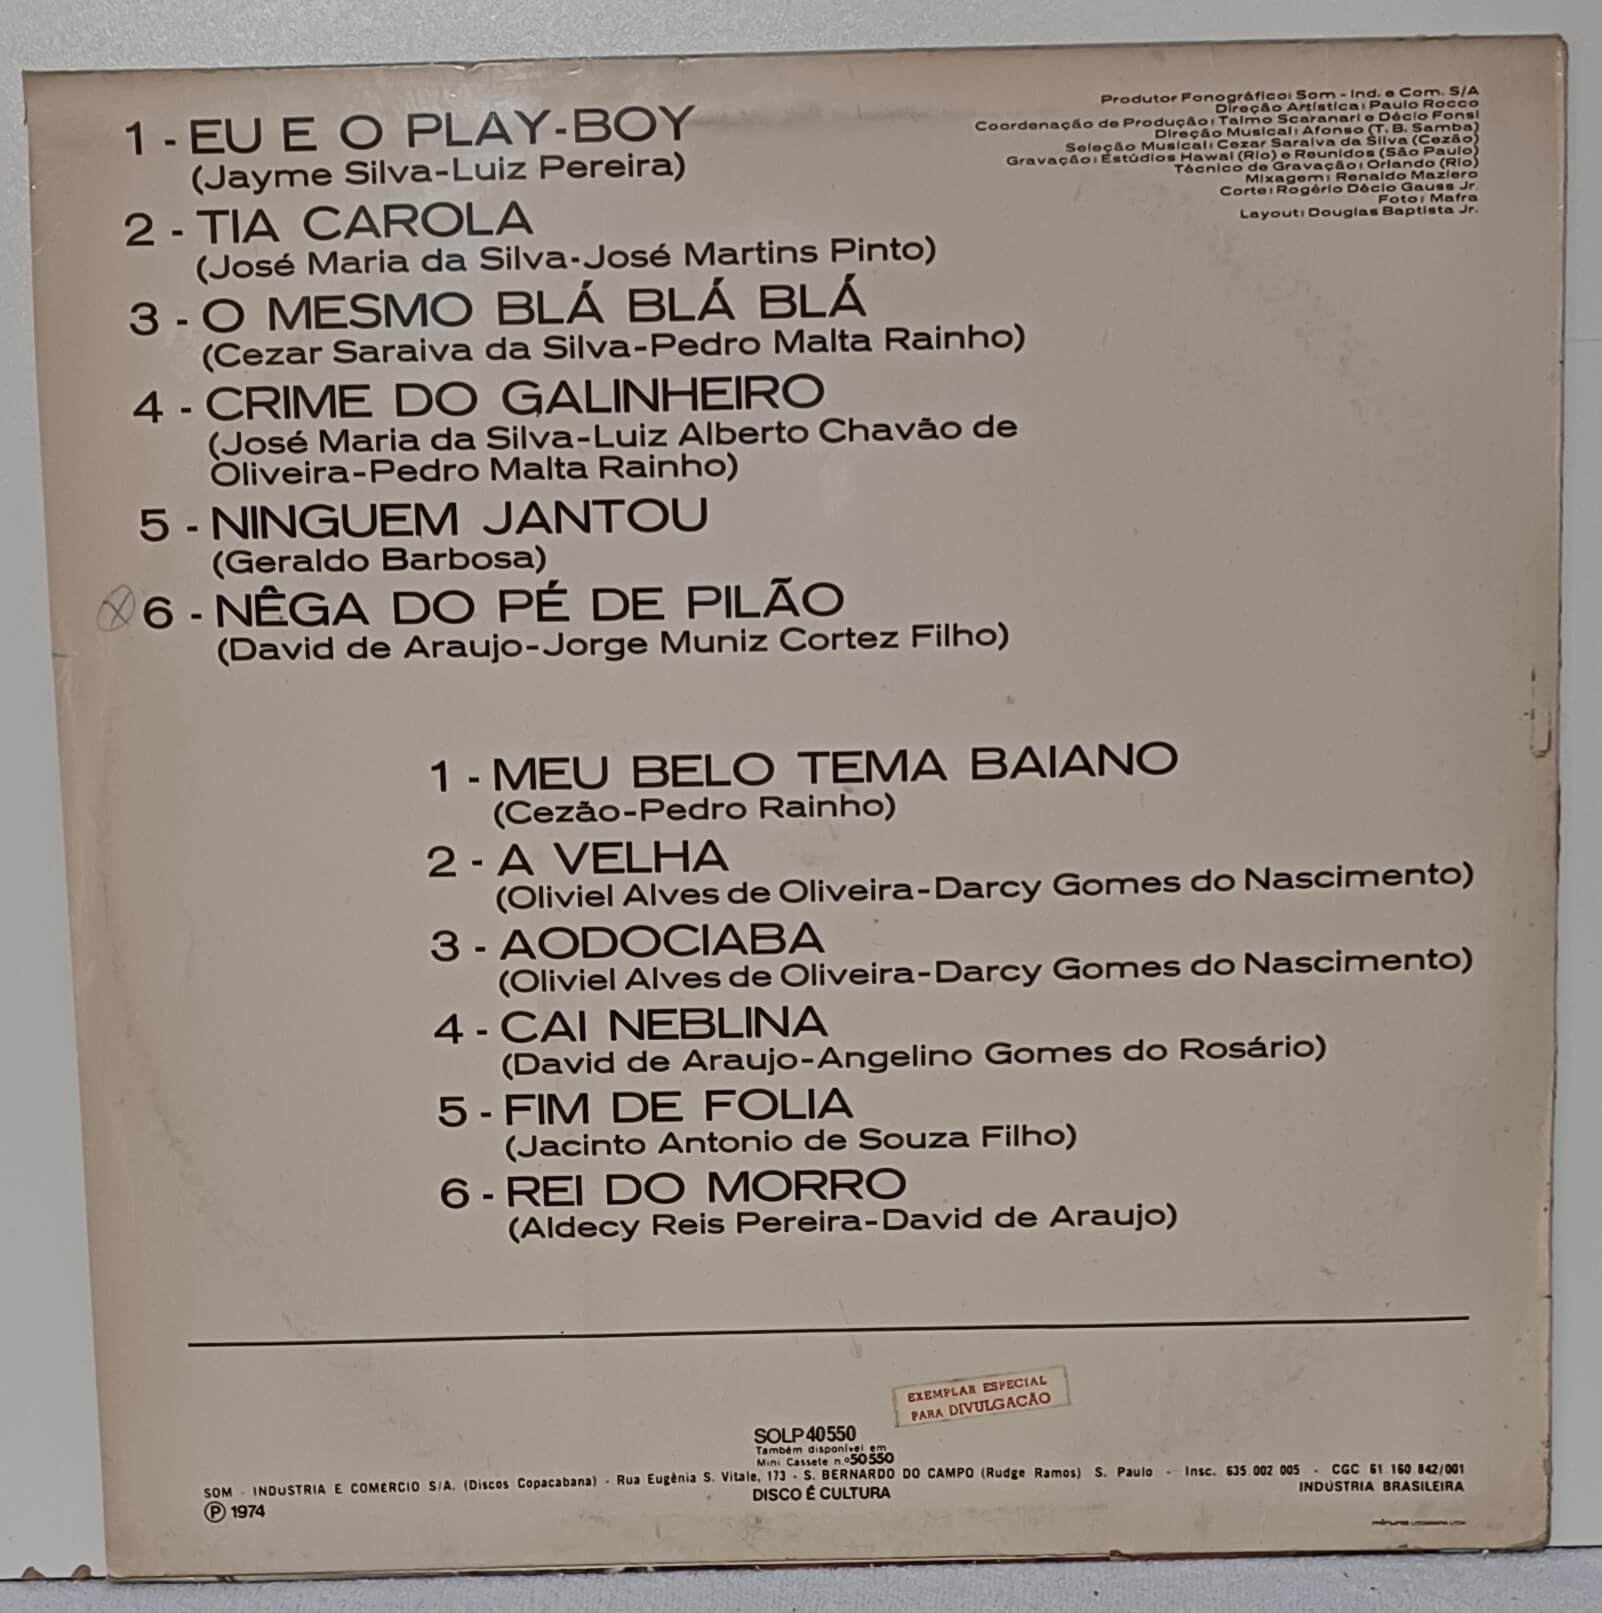 1 - EU E O PLAY-BOY
(Jayme Silva-Luiz Pereira)
2 - TIA CAROLA
(José Maria da Silva-José Martins Pinto)
3 - O MESMO BLÁ BLÁ BLÁ
(Cezar Saraiva da Silva-Pedro Malta Rainho)
4 - CRIME DO GALINHEIRO
(José Maria da Silva-Luiz Alberto Chavão de
Oliveira-Pedro Malta Rainho)
5 - NINGUEM JANTOU
(Geraldo Barbosa)
6 - NÊGA DO PÉ DE PILÃO
(David de Araujo-Jorge Muniz Cortez Filho)
Produtor Fonográfico: Som - Ind. e Com. S/A
Direção Artística: Paulo Rocco
Coordenação de Produção: Talmo Scaranari e Décio Fonsi
Direção Musical: Afonso (T. B. Samba)
Seleção Musical: Cezar Saraiva da Silva (Cezão)
Gravação: Estúdios Hawai (Rio) e Reunidos (São Paulo)
Técnico de Gravação: Orlando (Rio)
Mixagem: Renaldo Maziero
Corte: Rogério Décio Gauss Jr.
Foto: Mafra
Layout: Douglas Baptista Jr.
1 - MEU BELO TEMA BAIANO
(Cezão-Pedro Rainho)
2 - A VELHA
(Oliviel Alves de Oliveira-Darcy Gomes do Nascimento)
3 - AODOCIABA
(Oliviel Alves de Oliveira-Darcy Gomes do Nascimento)
4 - CAI NEBLINA
(David de Araujo-Angelino Gomes do Rosário)
5 - FIM DE FOLIA
(Jacinto Antonio de Souza Filho)
6 - REI DO MORRO
(Aldecy Reis Pereira-David de Araujo)
EXEMPLAR ESPECIAL
PARA DIVULGACÃO
SOLP 40550
Também disponível em
Mini Cassete n.º 50550
SOM - INDUSTRIA E COMERCIO S/A. (Discos Copacabana) - Rua Eugênia S. Vitale, 173 - S. BERNARDO DO CAMPO (Rudge Ramos) S. Paulo - Insc. 635 002 005 - CGC 61 160 842/001
Ⓟ 1974
DISCO É CULTURA
INDÚSTRIA BRASILEIRA